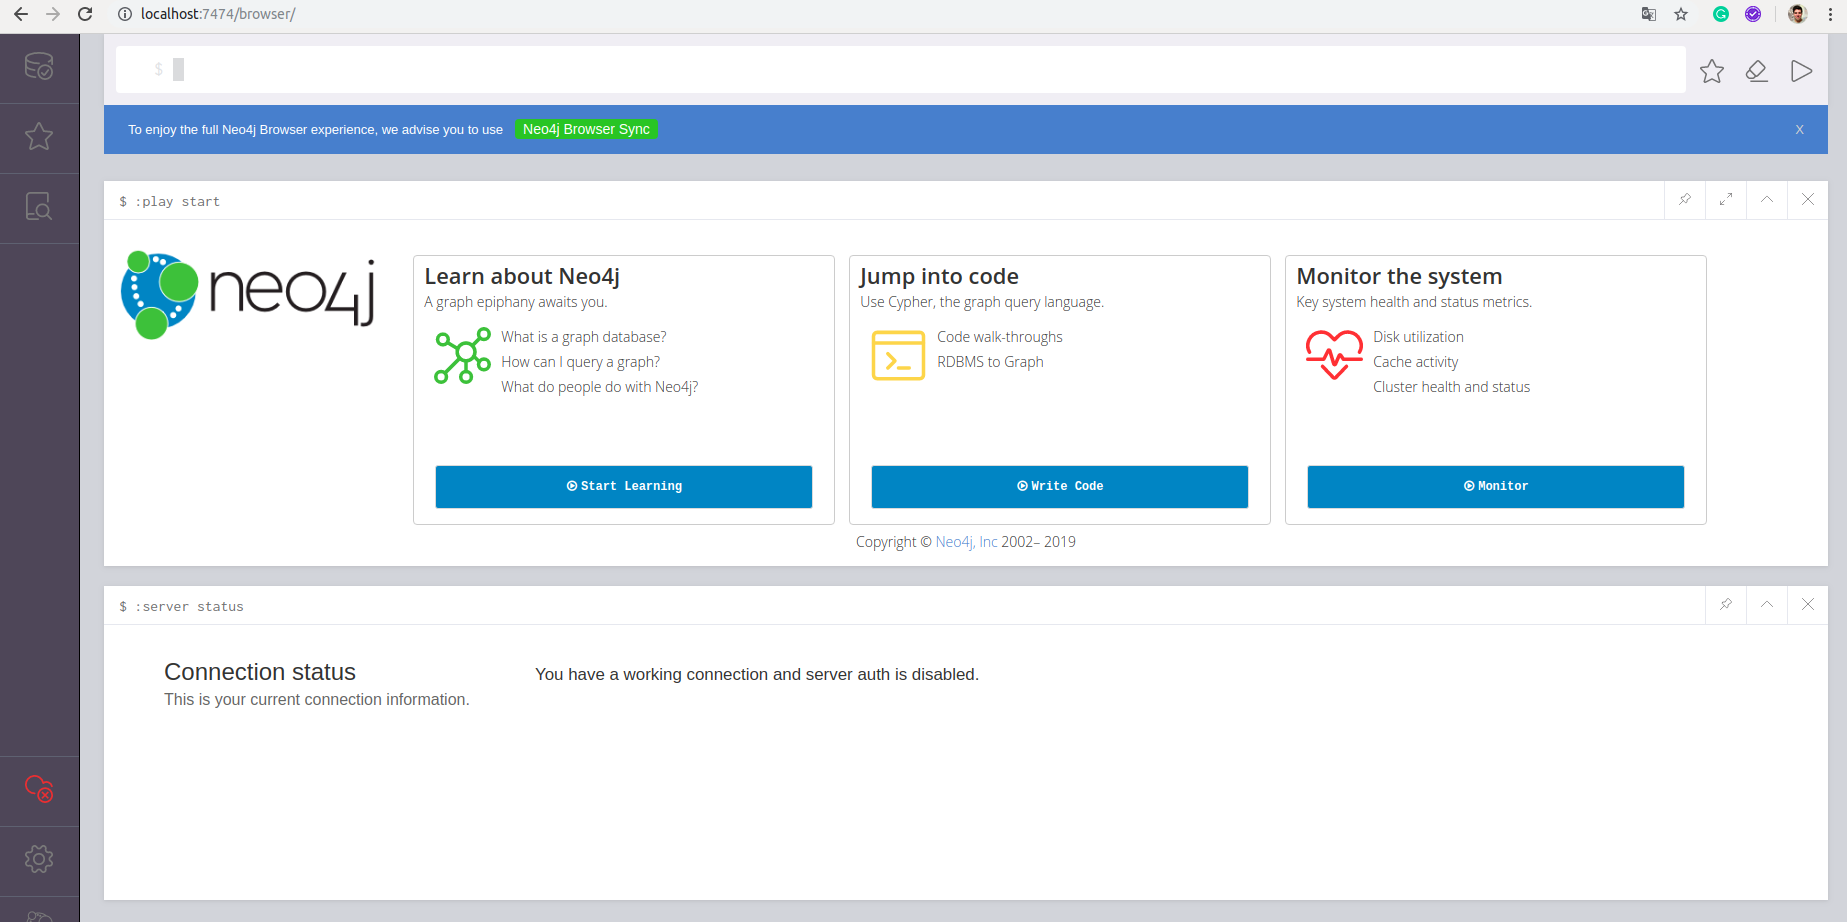 localhost:7474/browser/
$
To enjoy the full Neo4j Browser experience, we advise you to use Neo4j Browser Sync X
$ :play start
neo4j
Learn about Neo4j
A graph epiphany awaits you.
What is a graph database?
How can I query a graph?
What do people do with Neo4j?
Start Learning
Jump into code
Use Cypher, the graph query language.
Code walk-throughs
RDBMS to Graph
Write Code
Monitor the system
Key system health and status metrics.
Disk utilization
Cache activity
Cluster health and status
Monitor
Copyright © Neo4j, Inc 2002– 2019
$ :server status
Connection status
This is your current connection information.
You have a working connection and server auth is disabled.